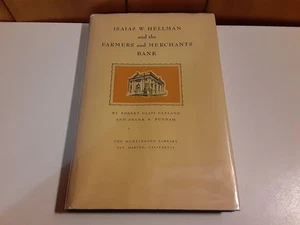 ISAIAS W. HELLMAN
and the
FARMERS and MERCHANTS
BANK
BY ROBERT GLASS CLELAND
AND FRANK B. PUTNAM
THE HUNTINGTON LIBRARY
SAN MARINO, CALIFORNIA